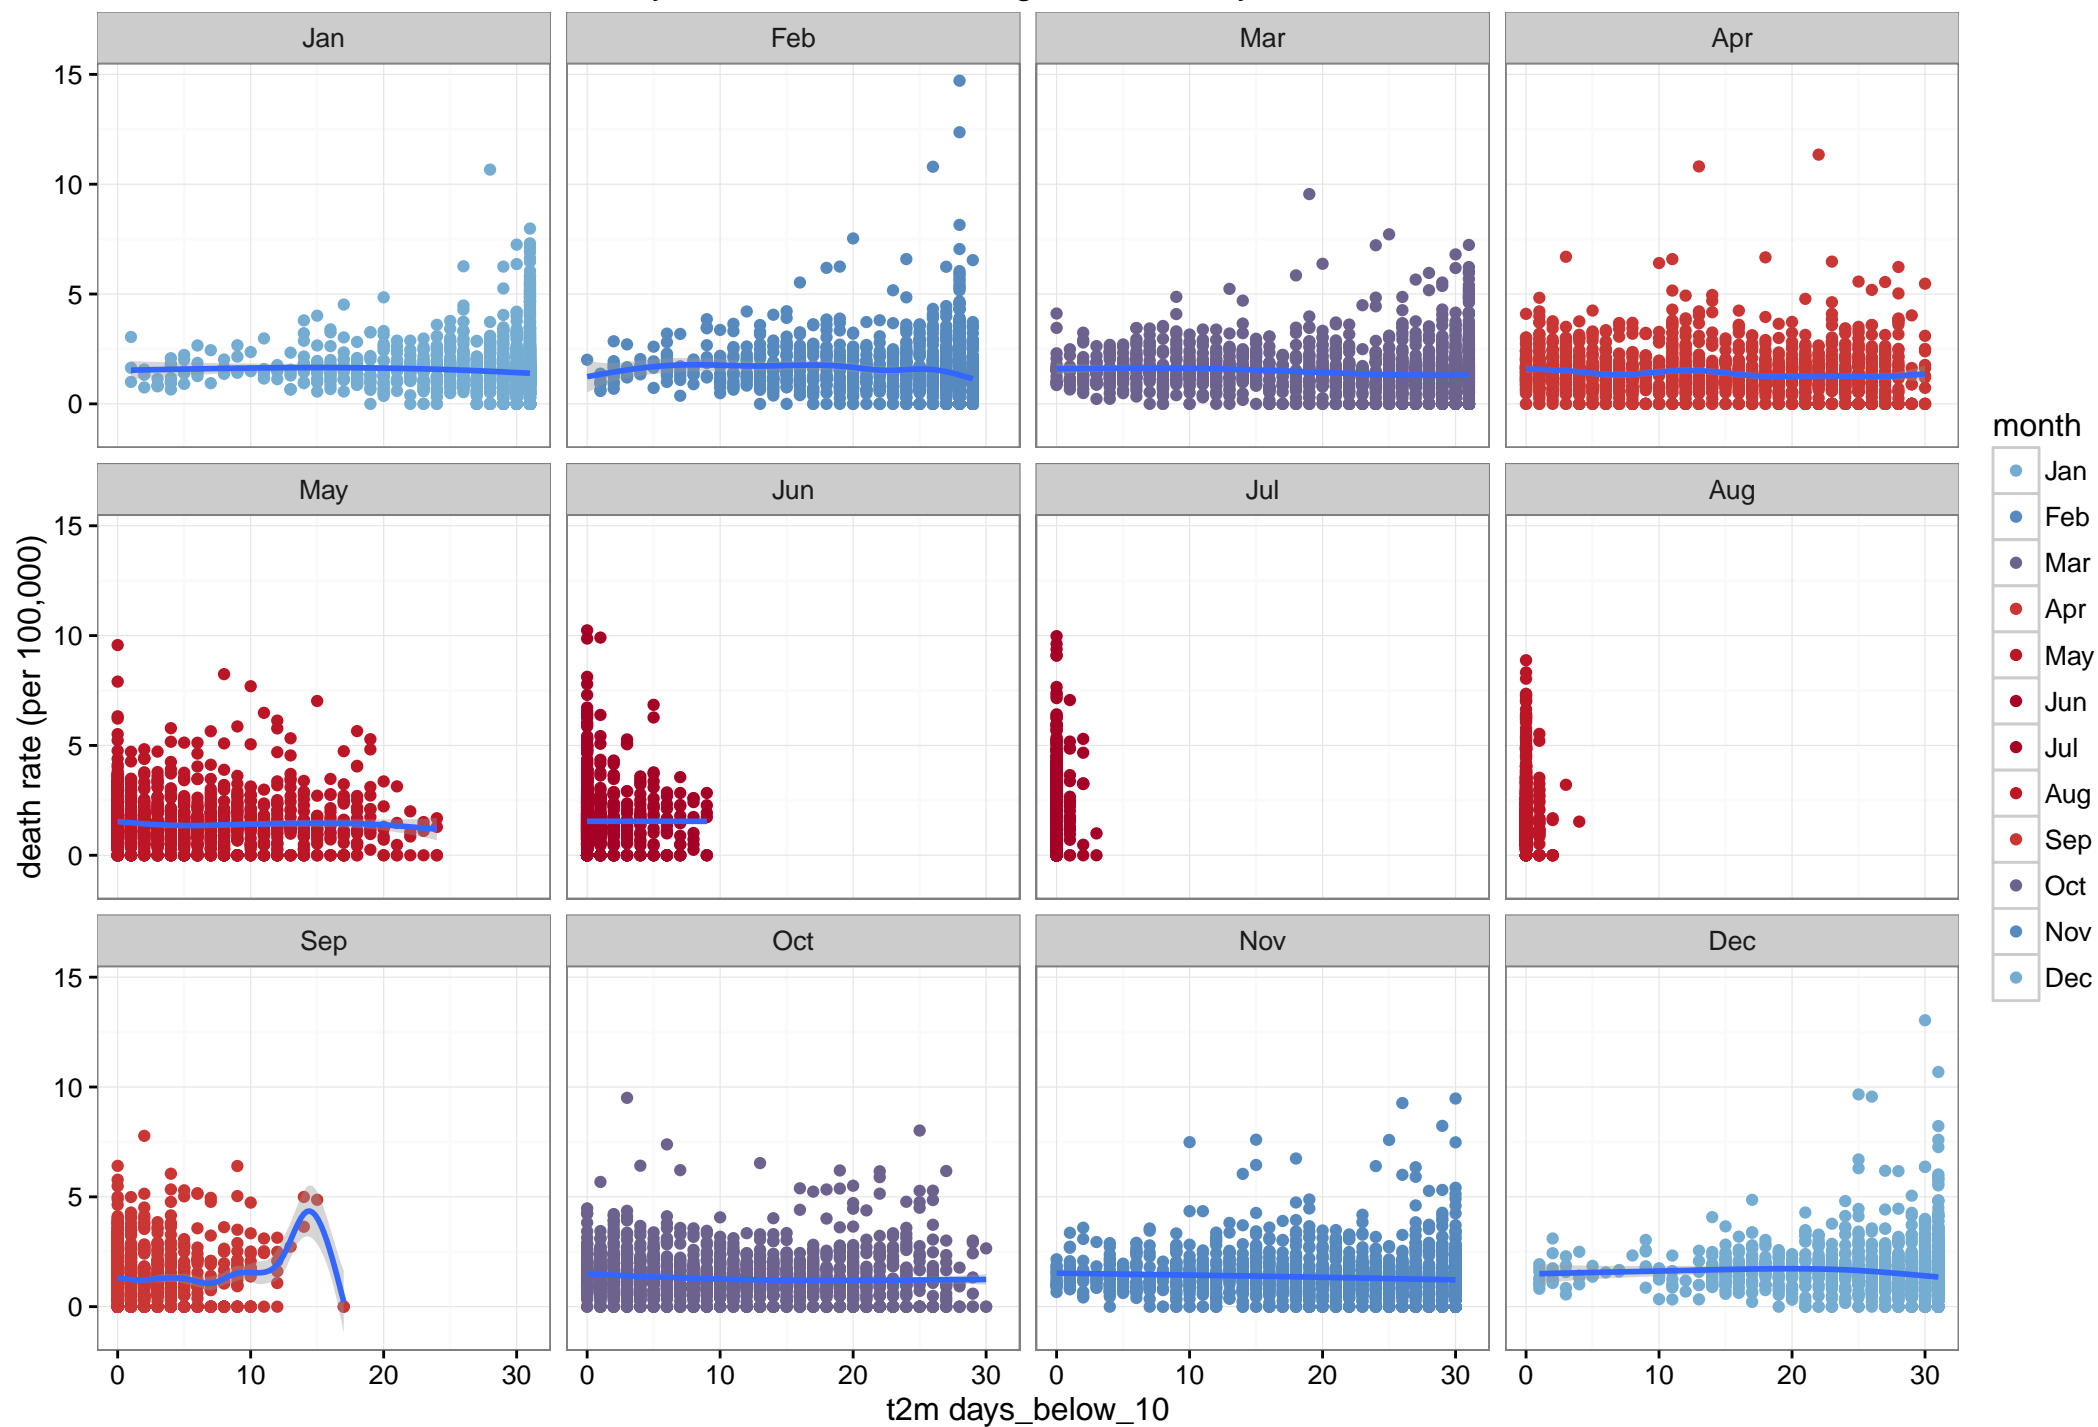 Jan Feb Mar Apr
15
10
5
0
May Jun Jul Aug
15
10
5
0
Sep Oct Nov Dec
15
10
5
0
0 10 20 30 0 10 20 30 0 10 20 30 0 10 20 30
t2m days_below_10
death rate (per 100,000)
month
Jan
Feb
Mar
Apr
May
Jun
Jul
Aug
Sep
Oct
Nov
Dec